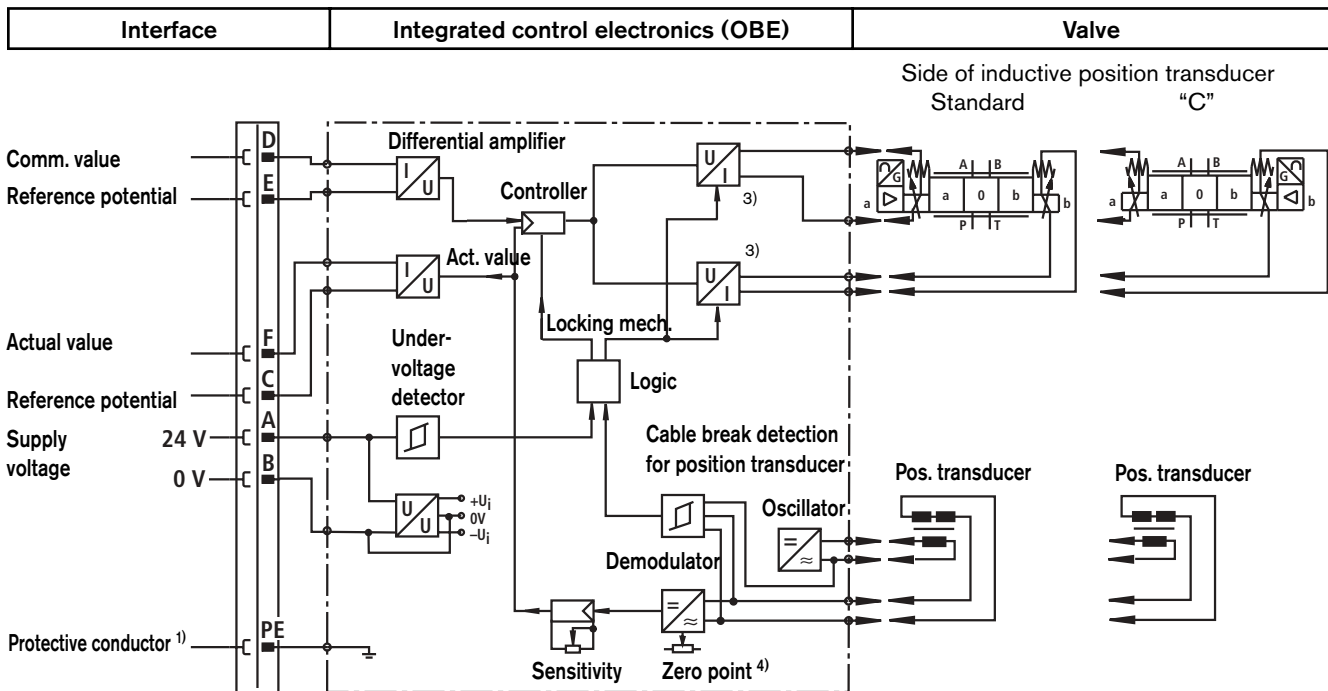 Interface
Integrated control electronics (OBE)
Valve
Side of inductive position transducer
Standard
“C”
D
Differential amplifier
Comm. value
I
U
U
I
E
Reference potential
Controller
3)
A B
G
a
a 0 b
b
P T
A B
G
a
a 0 b
b
P T
Act. value
I
U
3)
U
I
Locking mech.
F
Actual value
C
Reference potential
Under-
voltage
detector
Logic
A
Supply
voltage
24 V
B
0 V
Cable break detection
for position transducer
Pos. transducer
Pos. transducer
U
U
+Ui
0V
–Ui
Oscillator
=
≈
Demodulator
=
≈
PE
Protective conductor 1)
Sensitivity
Zero point 4)